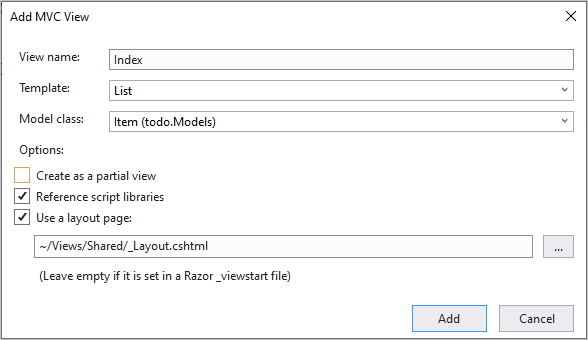 Add MVC View
View name: Index
Template: List
Model class: Item (todo.Models)
Options:
Create as a partial view
Reference script libraries
Use a layout page:
~/Views/Shared/_Layout.cshtml ...
(Leave empty if it is set in a Razor _viewstart file)
Add Cancel